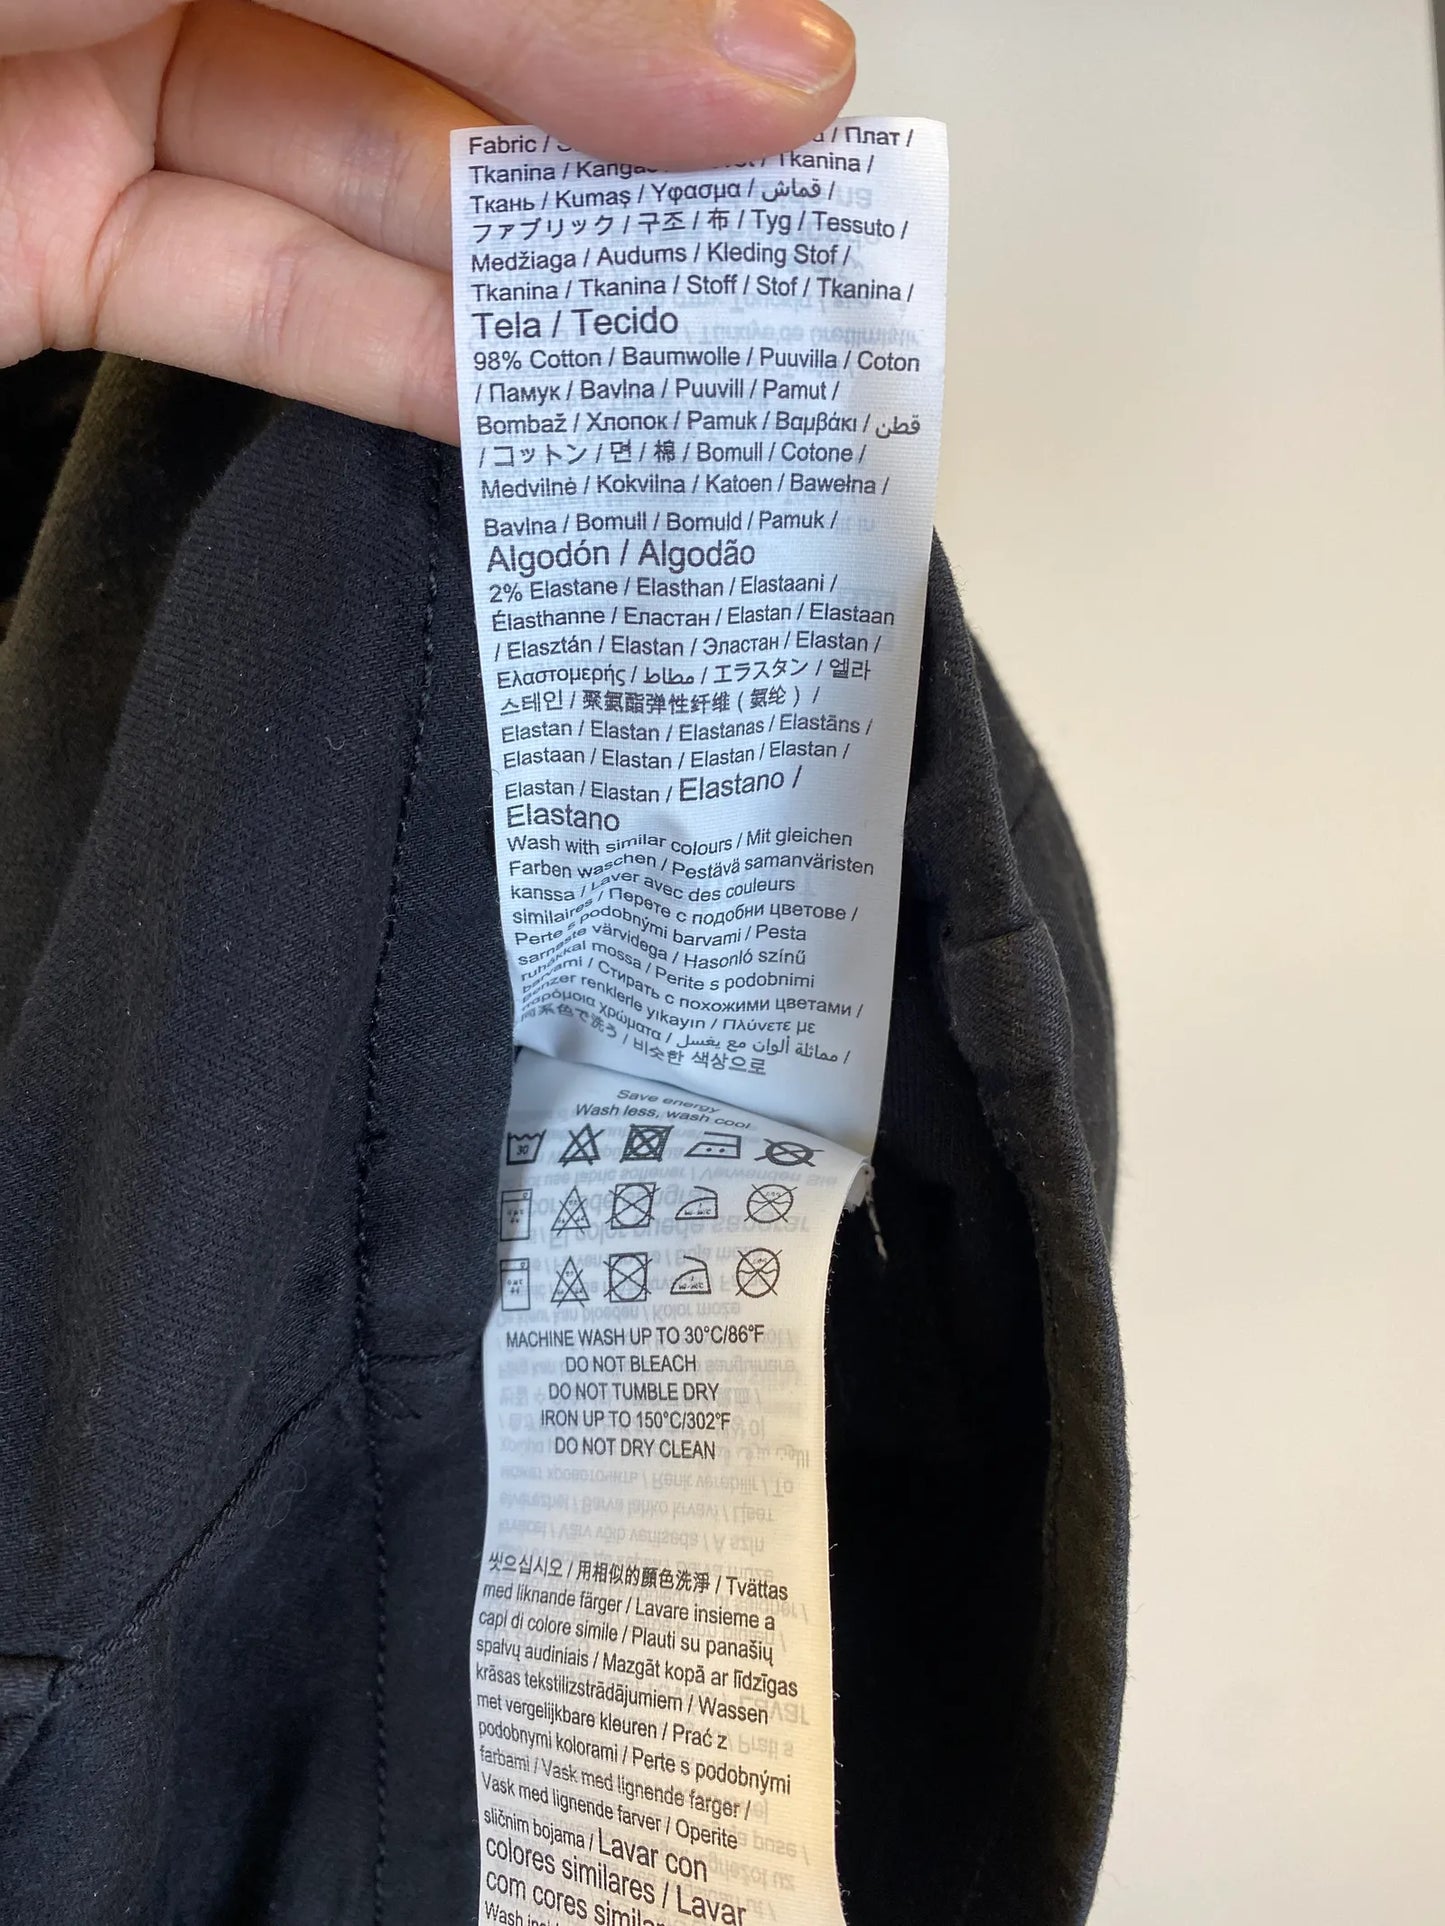 Fabric / / Плат /
Tkanina / Tkanina /
Ткань / Kumaş / Ύφασμα / قماش /
ファブリック / 구조 / 布 / Tyg / Tessuto /
Medžiaga / Audums / Kleding Stof /
Tkanina / Tkanina / Stoff / Stof / Tkanina /
Tela / Tecido
98% Cotton / Baumwolle / Puuvilla / Coton
/ Памук / Bavlna / Puuvill / Pamut /
Bombaž / Хлопок / Pamuk / Βαμβάκι / قطن
/ コットン / 면 / 棉 / Bomull / Cotone /
Medvilnė / Kokvilna / Katoen / Bawełna /
Bavlna / Bomull / Bomuld / Pamuk /
Algodón / Algodão
2% Elastane / Elasthan / Elastaani /
Élasthanne / Еластан / Elastan / Elastaan
/ Elasztán / Elastan / Эластан / Elastan /
Ελαστομερής / مطاط / エラスタン / 엘라
스테인 / 聚氨酯弹性纤维 ( 氨纶 ) /
Elastan / Elastan / Elastanas / Elastāns /
Elastaan / Elastan / Elastan / Elastan /
Elastan / Elastan / Elastano /
Elastano
Wash with similar colours / Mit gleichen
Farben waschen / Pestävä samanväristen
kanssa / Laver avec des couleurs
similaires / Перете с подобни цветове /
Perte s podobnými barvami / Pesta
samaste värvidega / Hasonló színű
ruhákkal mossa / Perite s podobnimi
barvami / Стирать с похожими цветами /
Benzer renklerle yıkayın / Πλύνετε με
παρόμοια χρώματα / مماثلة ألوان مع يغسل /
同系色で洗う / 비슷한 색상으로
Save energy
Wash less, wash cool
30
MACHINE WASH UP TO 30°C/86°F
DO NOT BLEACH
DO NOT TUMBLE DRY
IRON UP TO 150°C/302°F
DO NOT DRY CLEAN
씻으십시오 / 用相似的顏色洗淨 / Tvättas
med liknande färger / Lavare insieme a
capi di colore simile / Plauti su panašių
spalvų audiniais / Mazgāt kopā ar līdzīgas
krāsas tekstilizstrādājumiem / Wassen
met vergelijkbare kleuren / Prać z
podobnymi kolorami / Perte s podobnými
farbami / Vask med lignende farger /
Vask med lignende farver / Operite
sličnim bojama / Lavar con
colores similares / Lavar
com cores
Wash